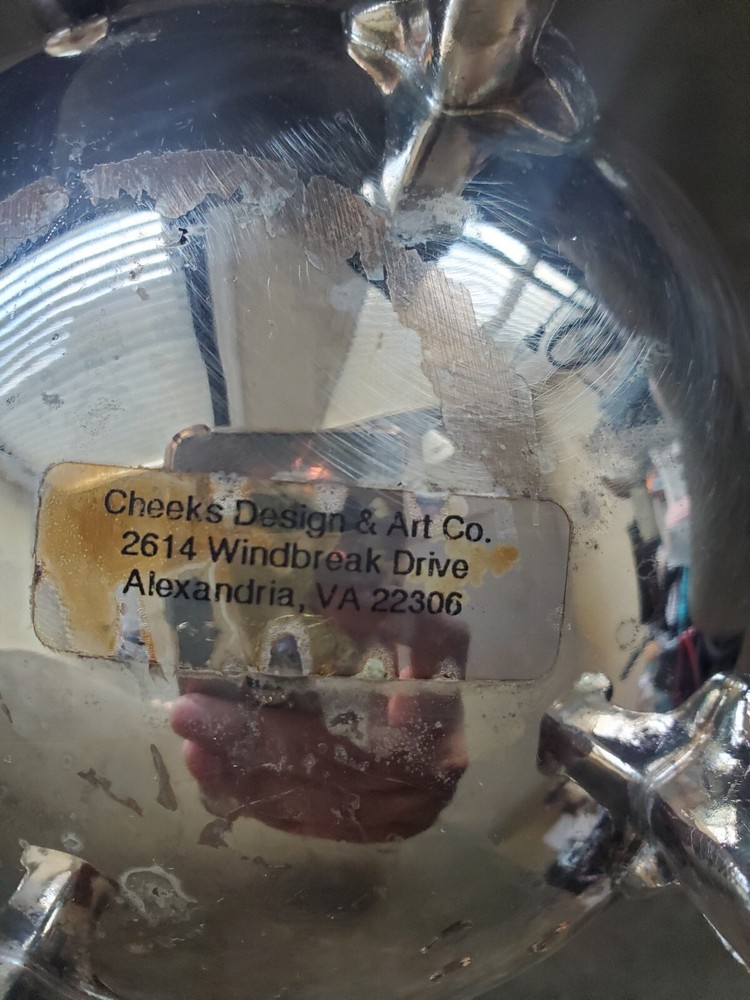 Cheeks Design & Art Co.
2614 Windbreak Drive
Alexandria, VA 22306